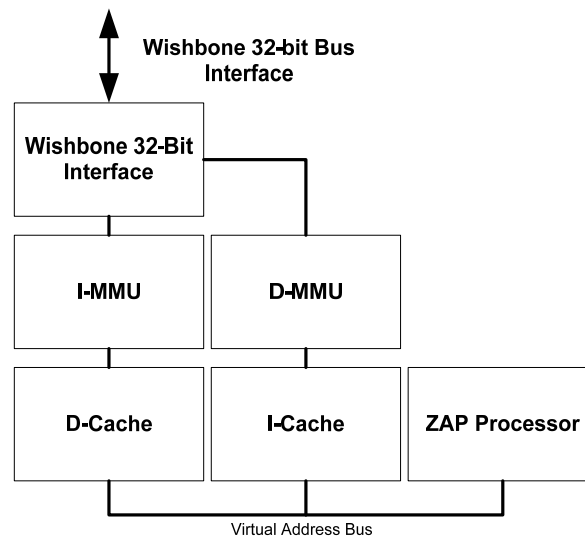 Wishbone 32-bit Bus
Interface
Wishbone 32-Bit
Interface
I-MMU
D-MMU
D-Cache
I-Cache
ZAP Processor
Virtual Address Bus